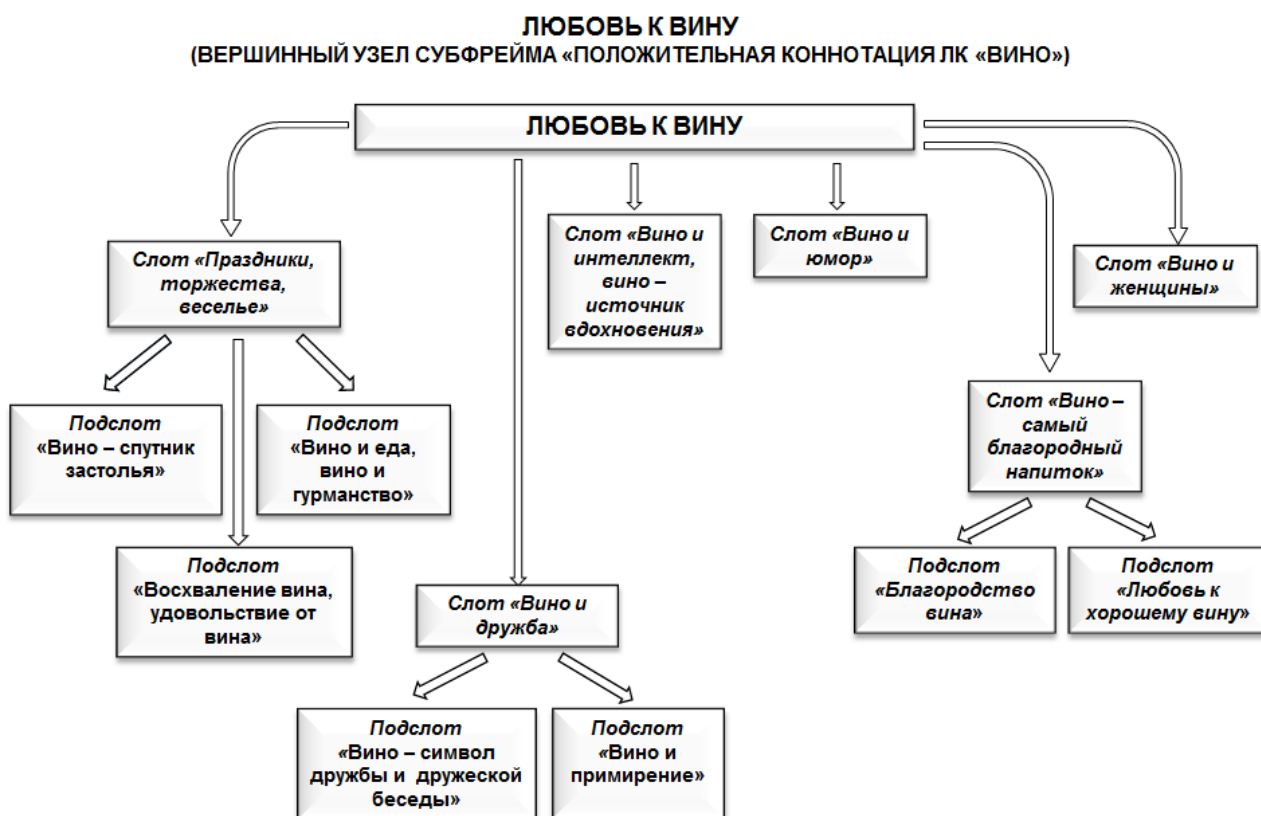 ЛЮБОВЬ К ВИНУ
(ВЕРШИННЫЙ УЗЕЛ СУБФРЕЙМА «ПОЛОЖИТЕЛЬНАЯ КОННОТАЦИЯ ЛК «ВИНО»)
ЛЮБОВЬ К ВИНУ
Слот «Праздники,
торжества,
веселье»
Слот «Вино и
интеллект,
вино –
источник
вдохновения»
Слот «Вино и
юмор»
Слот «Вино и
женщины»
Подслот
«Вино – спутник
застолья»
Подслот
«Вино и еда,
вино и
гурманство»
Слот «Вино –
самый
благородный
напиток»
Подслот
«Восхваление вина,
удовольствие от
вина»
Слот «Вино и
дружба»
Подслот
«Благородство
вина»
Подслот
«Любовь к
хорошему вину»
Подслот
«Вино – символ
дружбы и дружеской
беседы»
Подслот
«Вино и
примирение»